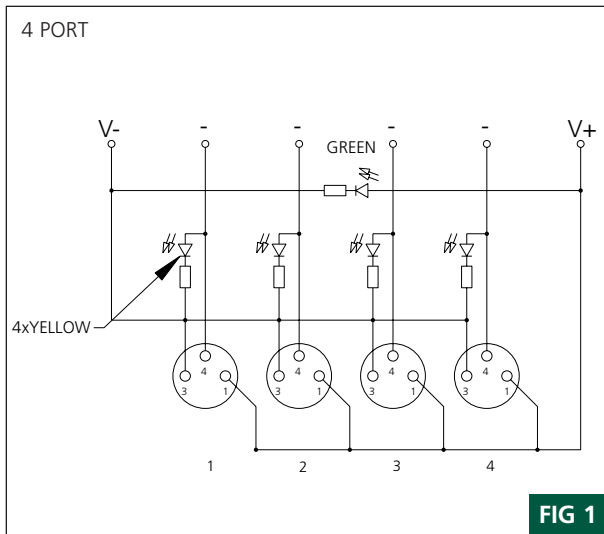 4 PORT
V- - - - - V+
GREEN
4xYELLOW
4 4 4 4
3 1 3 1 3 1 3 1
1 2 3 4
FIG 1